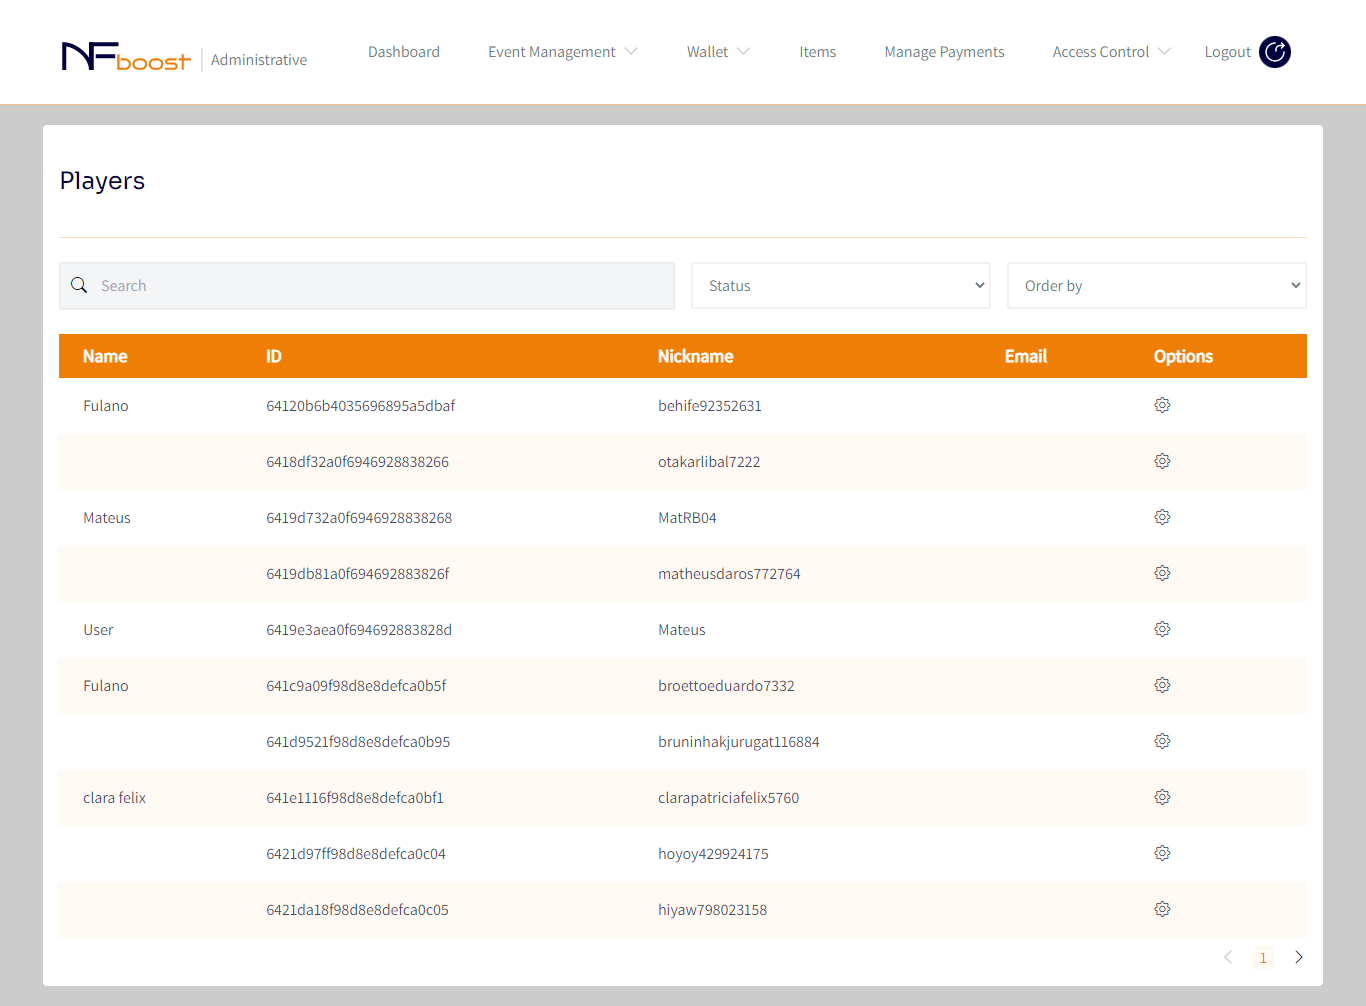 NFboost Administrative Dashboard Event Management Wallet Items Manage Payments Access Control Logout
Players
Search Status Order by
Name ID Nickname Email Options
Fulano 64120b6b4035696895a5dbaf behife92352631
6418df32a0f6946928838266 otakarlibal7222
Mateus 6419d732a0f6946928838268 MatRB04
6419db81a0f694692883826f matheusdaros772764
User 6419e3aea0f694692883828d Mateus
Fulano 641c9a09f98d8e8defca0b5f broettoeduardo7332
641d9521f98d8e8defca0b95 bruninhakjurugat116884
clara felix 641e1116f98d8e8defca0bf1 clarapatriciafelix5760
6421d97ff98d8e8defca0c04 hoyoy429924175
6421da18f98d8e8defca0c05 hiyaw798023158
1